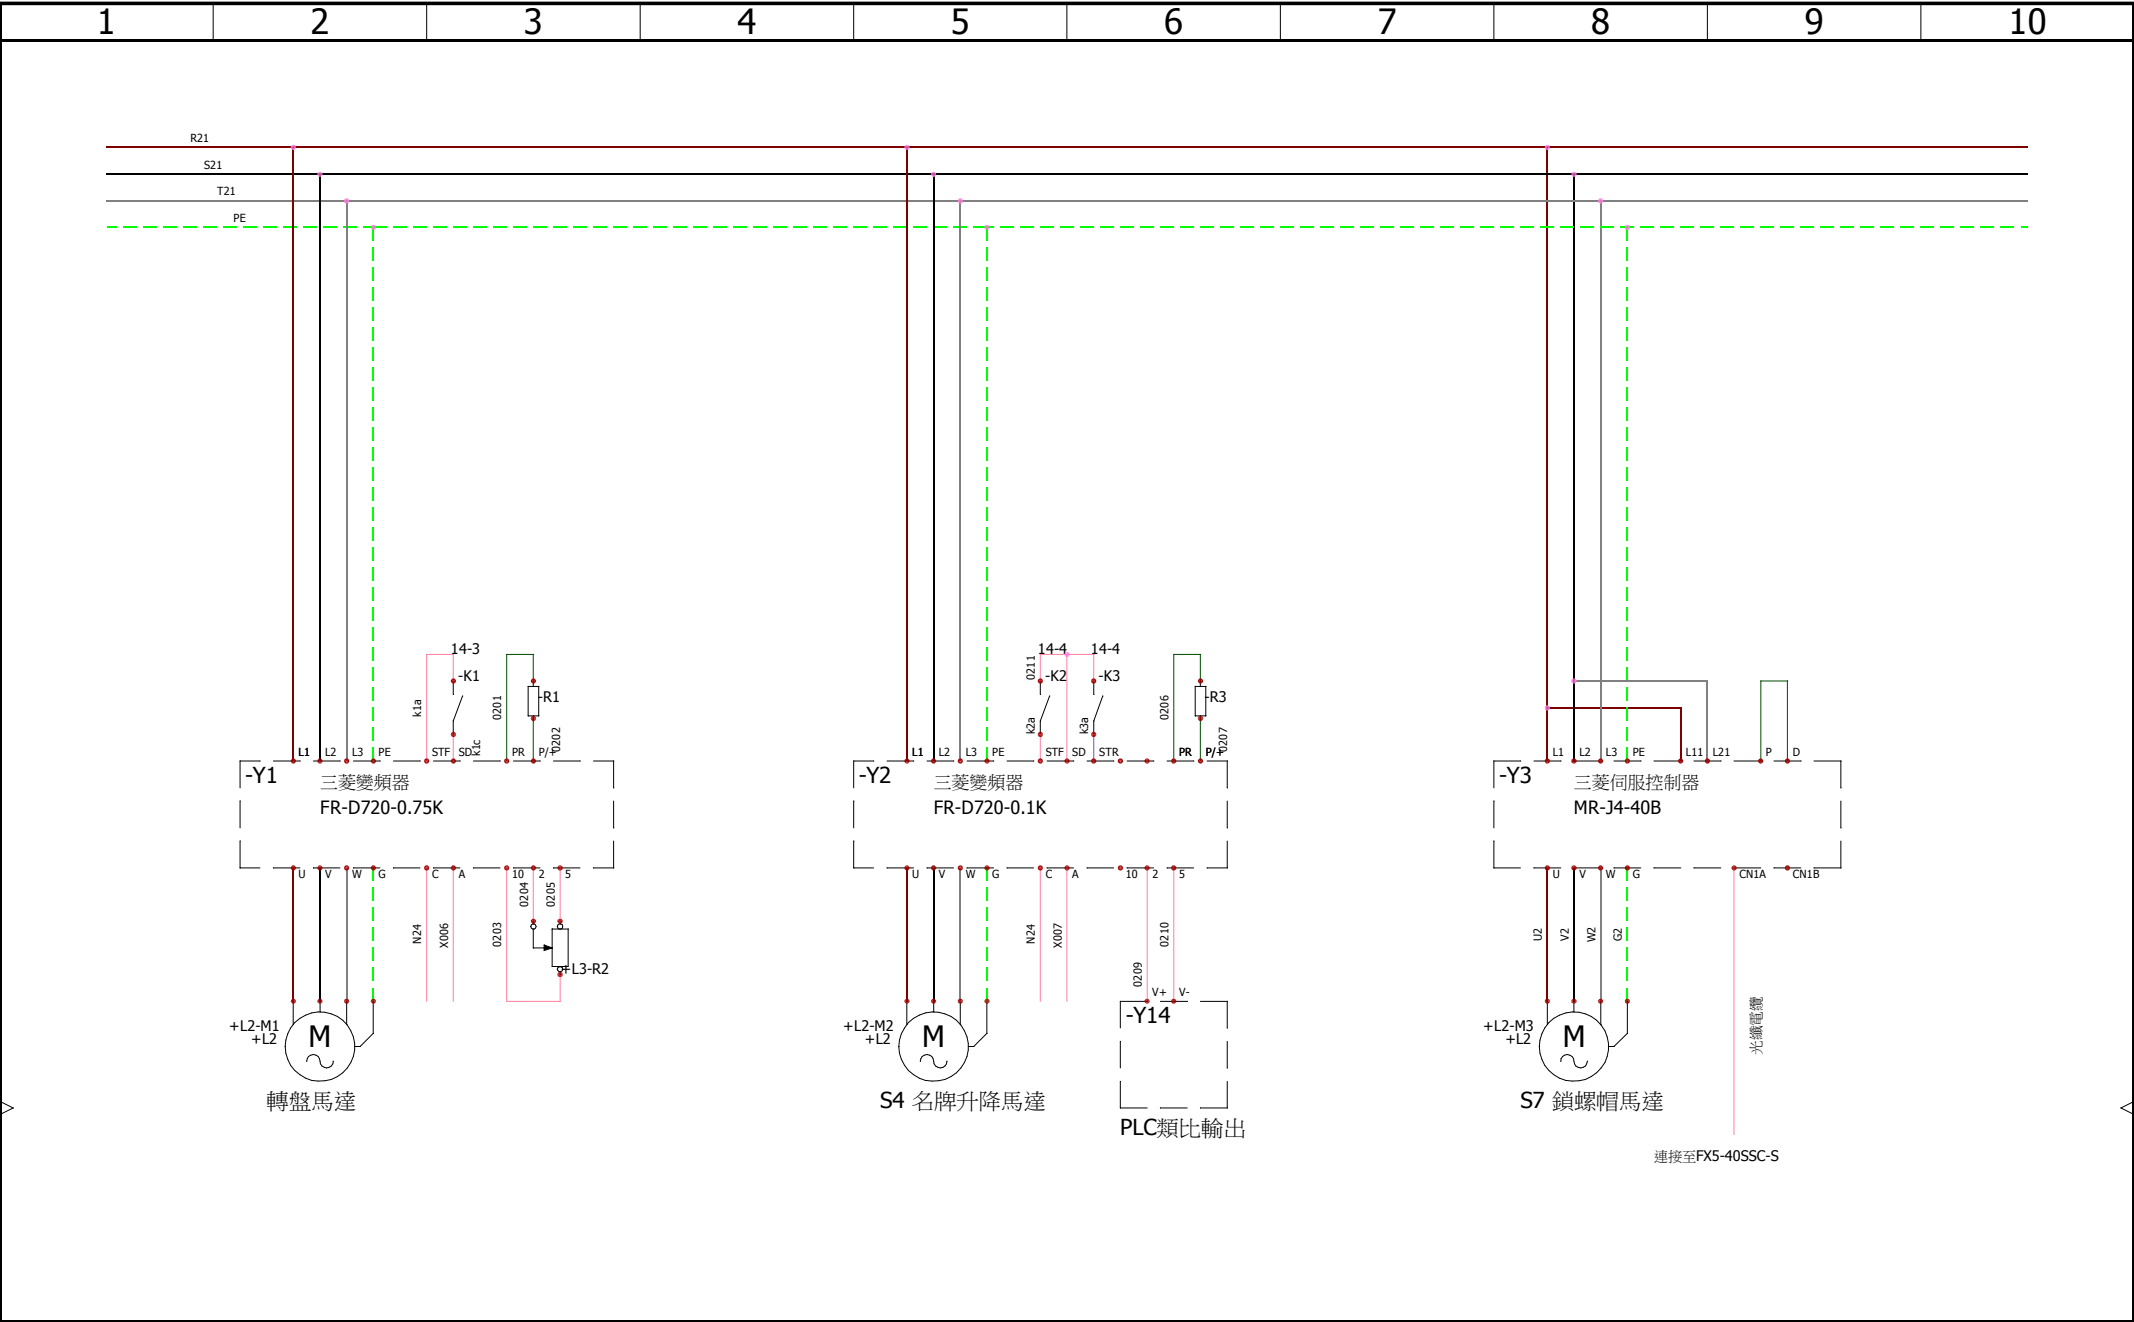 1 2 3 4 5 6 7 8 9 10
R21
S21
T21
PE
14-3
14-4 14-4
-K1
-K2 -K3
-R1
-R3
k1a
k1c
0201
0202
0211
k2a
k3a
0206
0207
L1 L2 L3 PE STF SD PR P/+
L1 L2 L3 PE STF SD STR PR P/+
L1 L2 L3 PE L11 L21 P D
-Y1 三菱變頻器
FR-D720-0.75K
-Y2 三菱變頻器
FR-D720-0.1K
-Y3 三菱伺服控制器
MR-J4-40B
U V W G C A 10 2 5
U V W G C A 10 2 5
U V W G CN1A CN1B
N24
X006
0203
0204
0205
+L3-R2
N24
X007
0209
0210
V+ V-
-Y14
U2
V2
W2
G2
光纖電纜
+L2-M1
+L2
M
+L2-M2
+L2
M
+L2-M3
+L2
M
轉盤馬達
S4 名牌升降馬達
PLC類比輸出
S7 鎖螺帽馬達
連接至FX5-40SSC-S